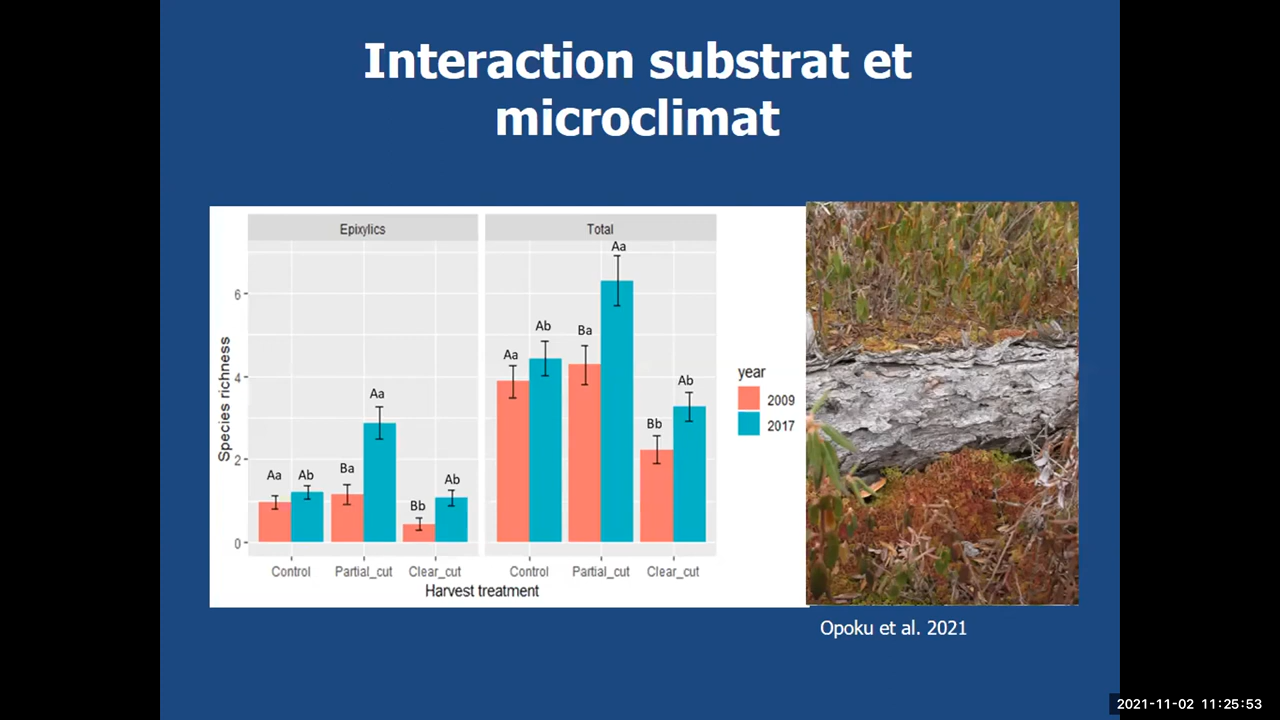 Interaction substrat et
microclimat
Epixylics
Total
Species richness
6
4
2
0
Aa
Ab
Ba
Aa
Bb
Ab
Aa
Ab
Ba
Aa
Bb
Ab
Control
Partial_cut
Clear_cut
Control
Partial_cut
Clear_cut
Harvest treatment
year
2009
2017
Opoku et al. 2021
2021-11-02 11:25:53